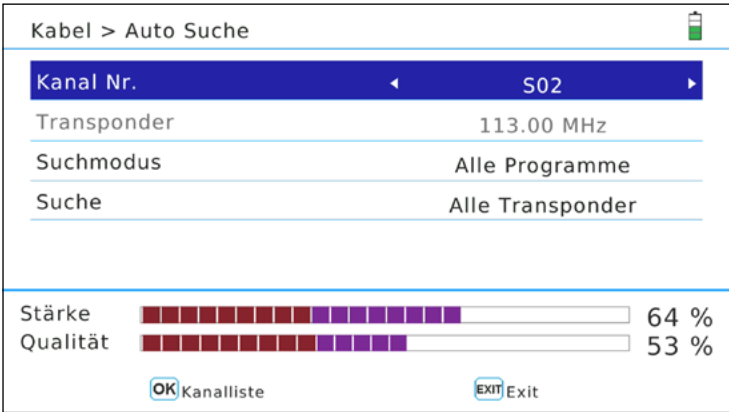 Kabel > Auto Suche
Kanal Nr. S02
Transponder 113.00 MHz
Suchmodus Alle Programme
Suche Alle Transponder
Stärke 64 %
Qualität 53 %
OK Kanalliste EXIT Exit